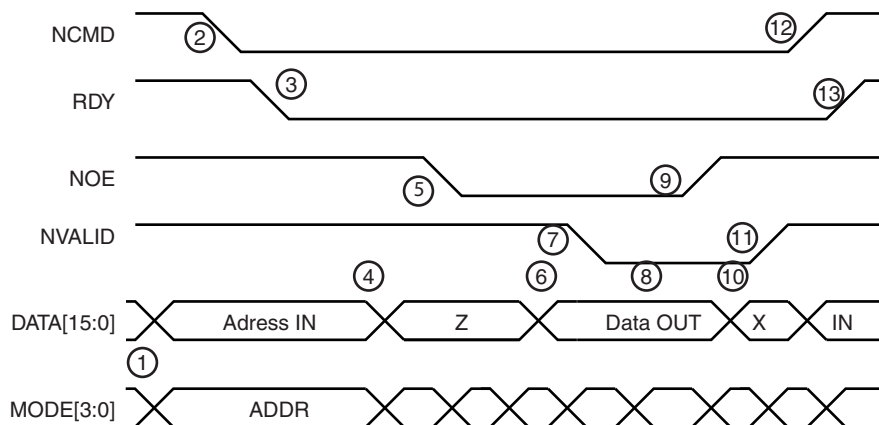 NCMD 2 12
RDY 3 13
NOE 5 9
NVALID 7 11
4 6 8 10
DATA[15:0] Adress IN Z Data OUT X IN
1
MODE[3:0] ADDR